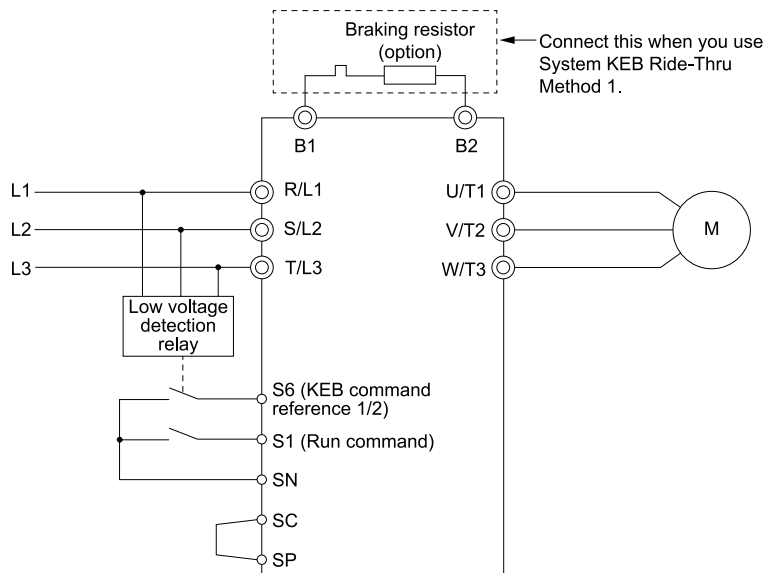 Braking resistor
(option)
Connect this when you use
System KEB Ride-Thru
Method 1.
B1
B2
L1
R/L1
U/T1
L2
S/L2
V/T2
M
L3
T/L3
W/T3
Low voltage
detection
relay
S6 (KEB command
reference 1/2)
S1 (Run command)
SN
SC
SP